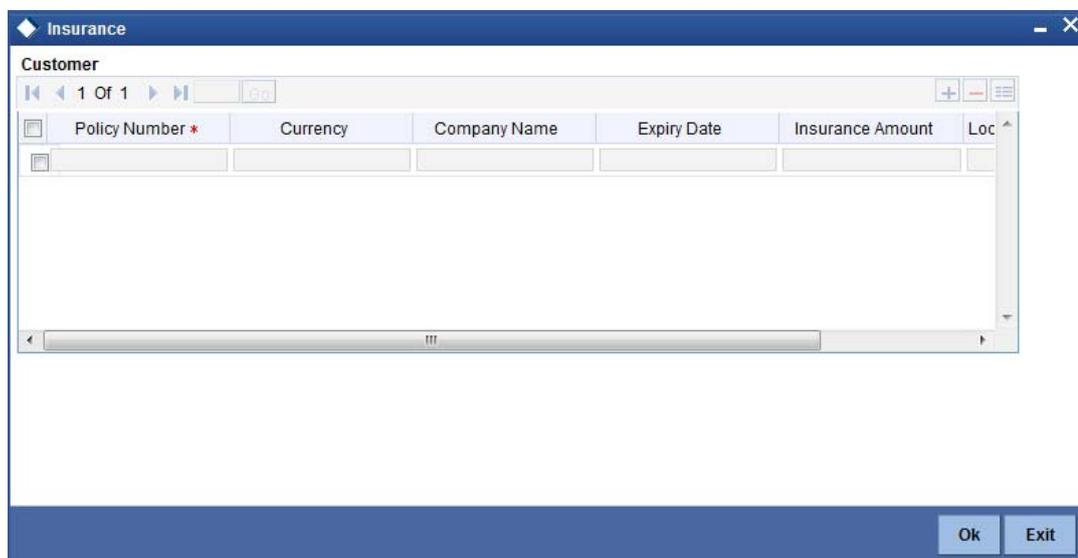 Insurance
Customer
1 Of 1 Go
Policy Number * Currency Company Name Expiry Date Insurance Amount Loc
Ok Exit